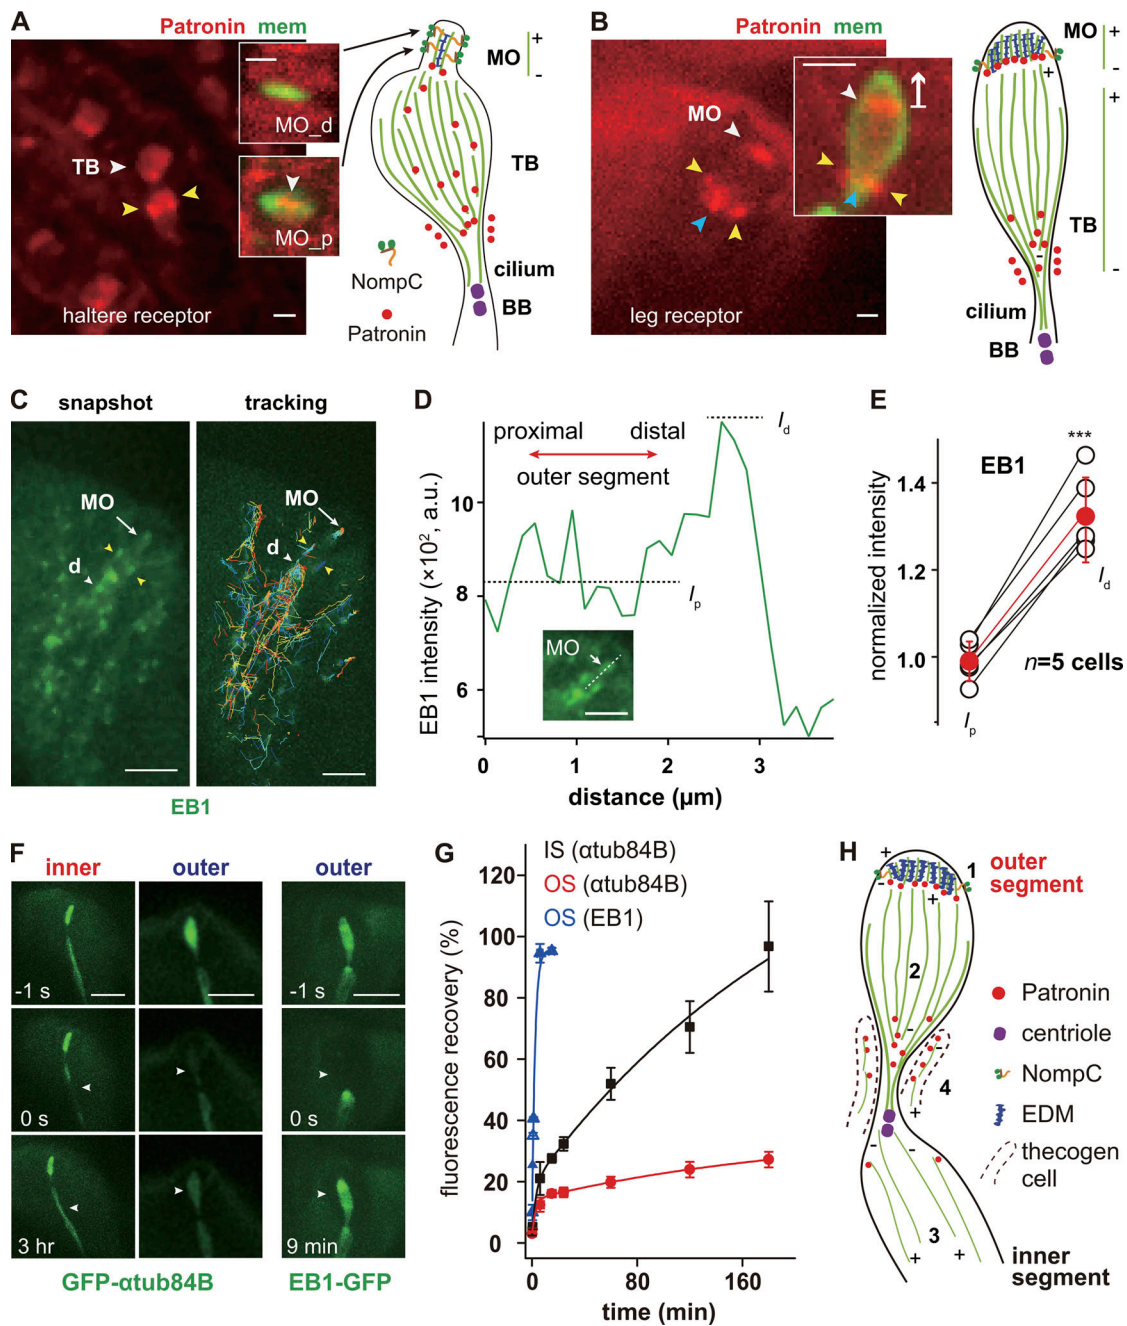 A
Patronin mem
MO_d
MO_p
TB
haltere receptor
MO
+
-
TB
NompC
Patronin
cilium
BB
B
Patronin mem
MO
leg receptor
MO
+
-
+
+
TB
-
-
cilium
BB
C
snapshot
tracking
MO
d
MO
d
EB1
D
proximal
distal
outer segment
I d
I p
MO
EB1 intensity (×10², a.u.)
10
8
6
0
1
2
3
distance (µm)
E
EB1
***
normalized intensity
1.4
1.2
1.0
I d
n=5 cells
I p
F
inner
outer
outer
-1 s
0 s
0 s
3 hr
9 min
GFP-αtub84B
EB1-GFP
G
IS (αtub84B)
OS (αtub84B)
OS (EB1)
fluorescence recovery (%)
120
100
80
60
40
20
0
0
80
160
time (min)
H
+
1
outer
segment
-
+
2
-
-
4
+
-
-
3
+
+
inner
segment
Patronin
centriole
NompC
EDM
thecogen
cell